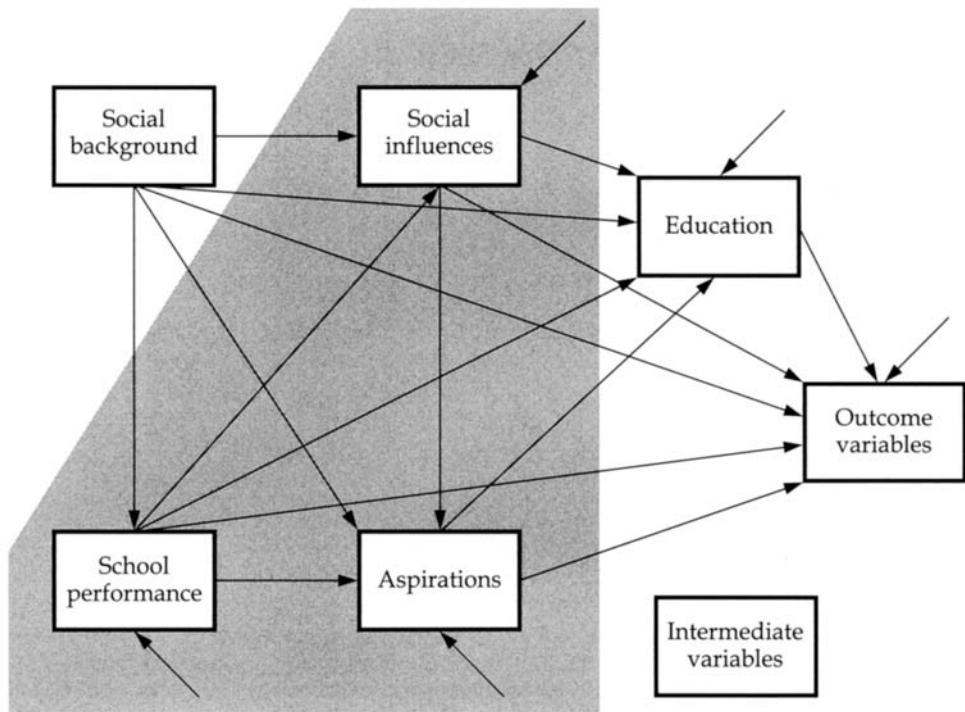 Social
background
Social
influences
Education
Outcome
variables
School
performance
Aspirations
Intermediate
variables